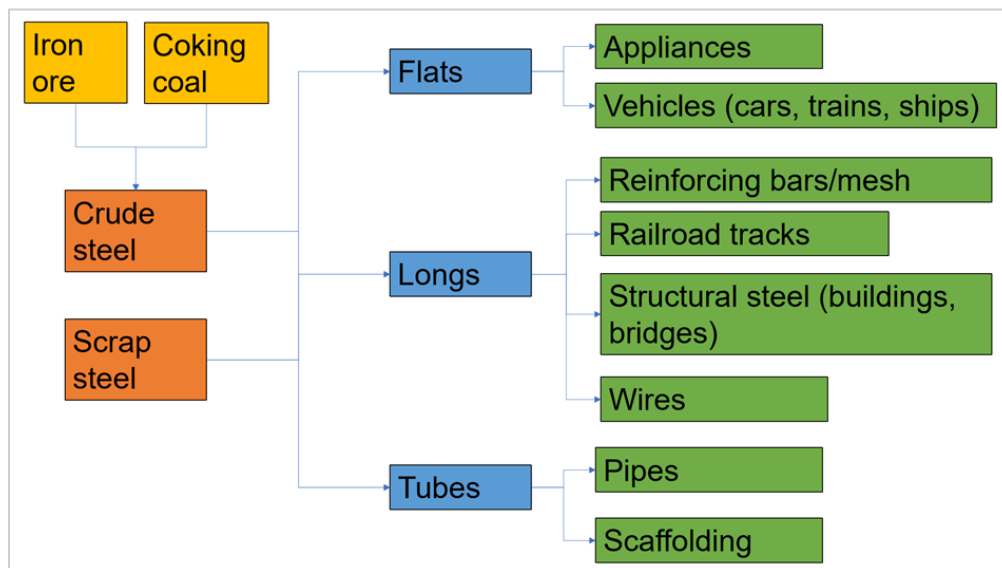 Iron
ore
Coking
coal
Crude
steel
Scrap
steel
Flats
Longs
Tubes
Appliances
Vehicles (cars, trains, ships)
Reinforcing bars/mesh
Railroad tracks
Structural steel (buildings,
bridges)
Wires
Pipes
Scaffolding